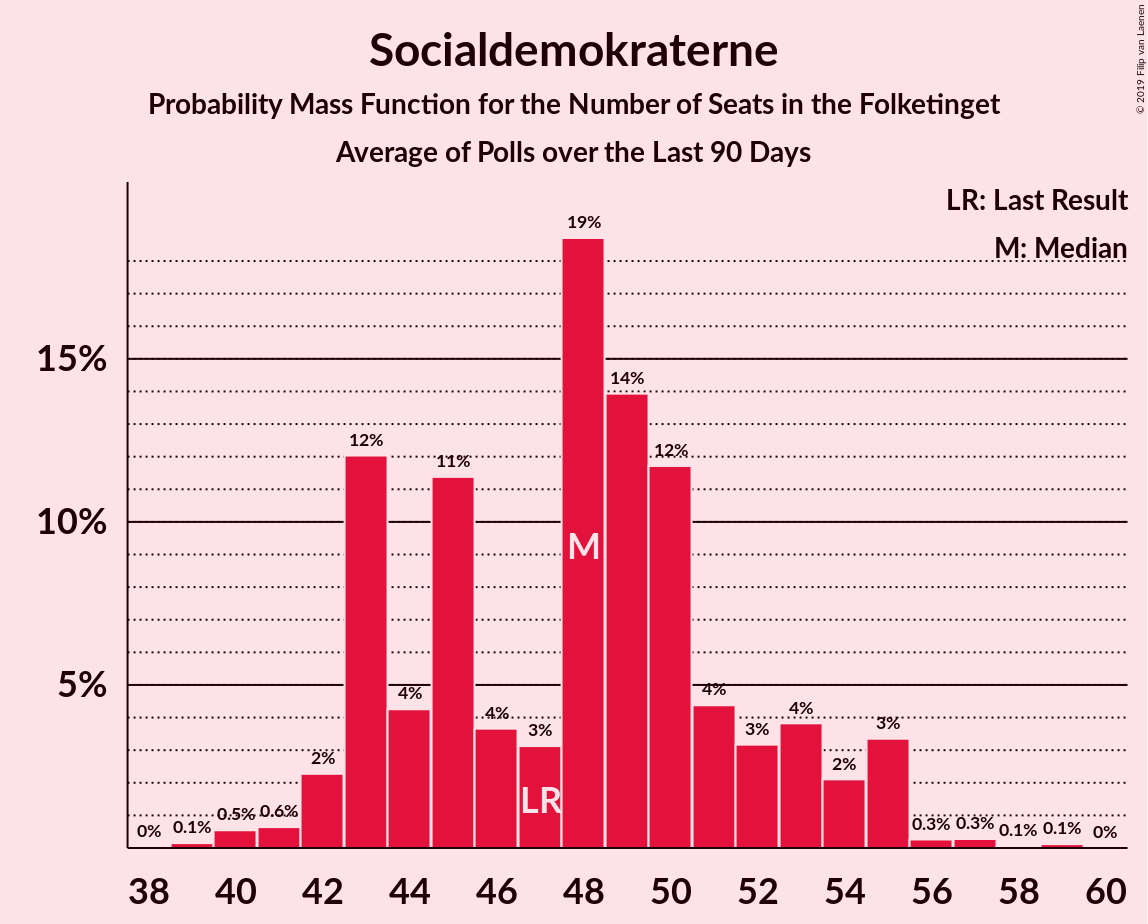 Socialdemokraterne
Probability Mass Function for the Number of Seats in the Folketinget
Average of Polls over the Last 90 Days
© 2019 Filip van Laenen
LR: Last Result
M: Median
15%
10%
5%
0%
0.1%
0.5%
0.6%
2%
12%
4%
11%
4%
3%
19%
14%
12%
4%
3%
4%
2%
3%
0.3%
0.3%
0.1%
0.1%
0%
M
LR
38 40 42 44 46 48 50 52 54 56 58 60